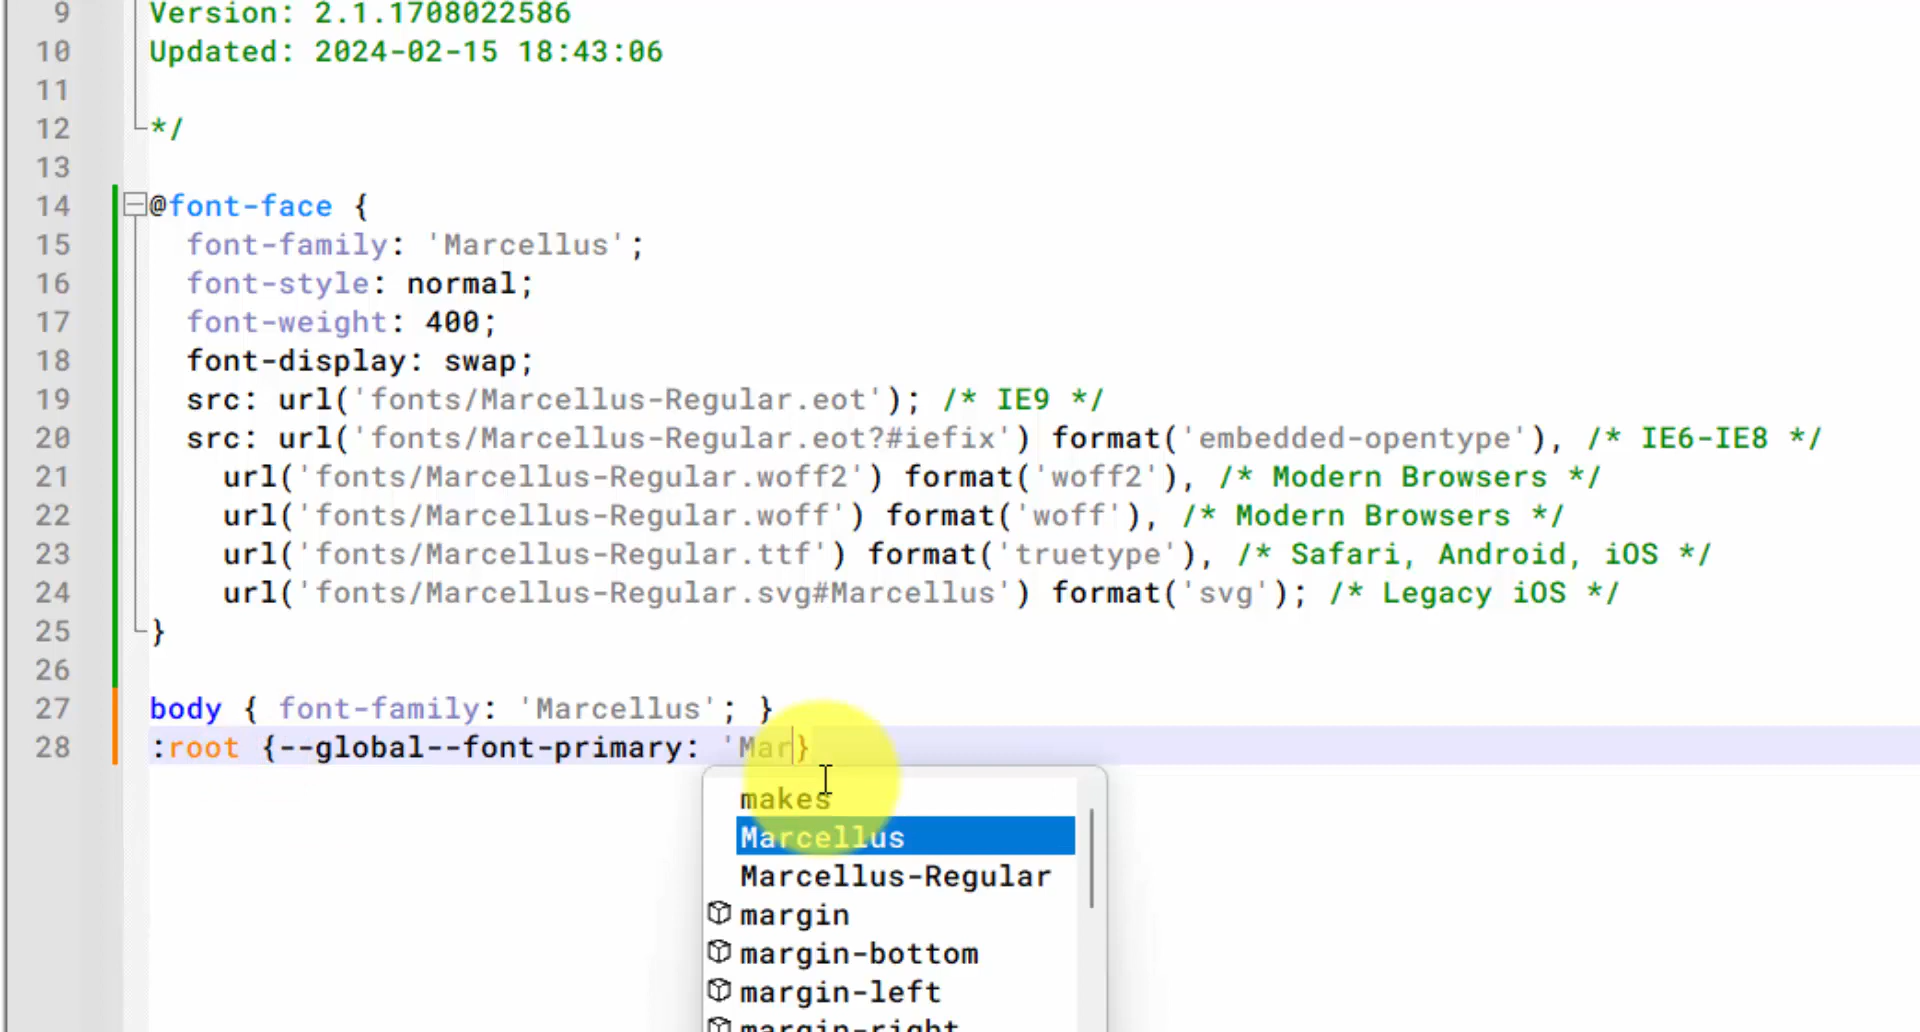 9 Version: 2.1.1708022586
10 Updated: 2024-02-15 18:43:06
11
12 */
13
14 @font-face {
15 font-family: 'Marcellus';
16 font-style: normal;
17 font-weight: 400;
18 font-display: swap;
19 src: url('fonts/Marcellus-Regular.eot'); /* IE9 */
20 src: url('fonts/Marcellus-Regular.eot?#iefix') format('embedded-opentype'), /* IE6-IE8 */
21 url('fonts/Marcellus-Regular.woff2') format('woff2'), /* Modern Browsers */
22 url('fonts/Marcellus-Regular.woff') format('woff'), /* Modern Browsers */
23 url('fonts/Marcellus-Regular.ttf') format('truetype'), /* Safari, Android, iOS */
24 url('fonts/Marcellus-Regular.svg#Marcellus') format('svg'); /* Legacy iOS */
25 }
26
27 body { font-family: 'Marcellus'; }
28 :root {--global--font-primary: 'Mar}
makes
Marcellus
Marcellus-Regular
margin
margin-bottom
margin-left
margin-right